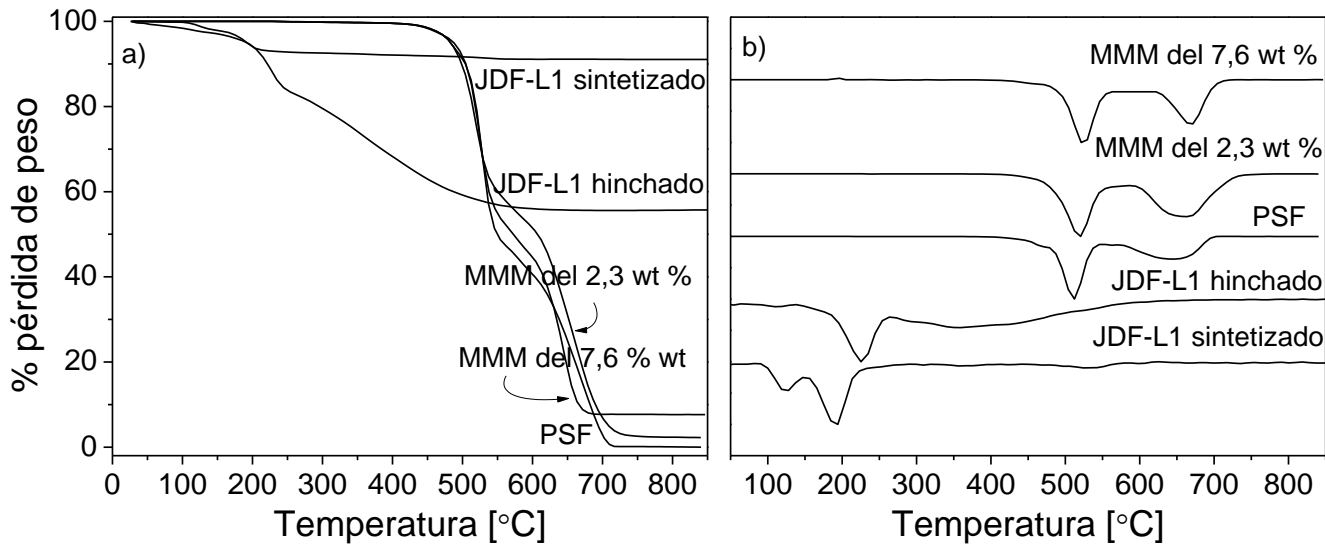 a)
% pérdida de peso
100
80
60
40
20
0
JDF-L1 sintetizado
JDF-L1 hinchado
MMM del 2,3 wt %
MMM del 7,6 % wt
PSF
0 100 200 300 400 500 600 700 800
Temperatura [°C]
b)
MMM del 7,6 wt %
MMM del 2,3 wt %
PSF
JDF-L1 hinchado
JDF-L1 sintetizado
100 200 300 400 500 600 700 800
Temperatura [°C]